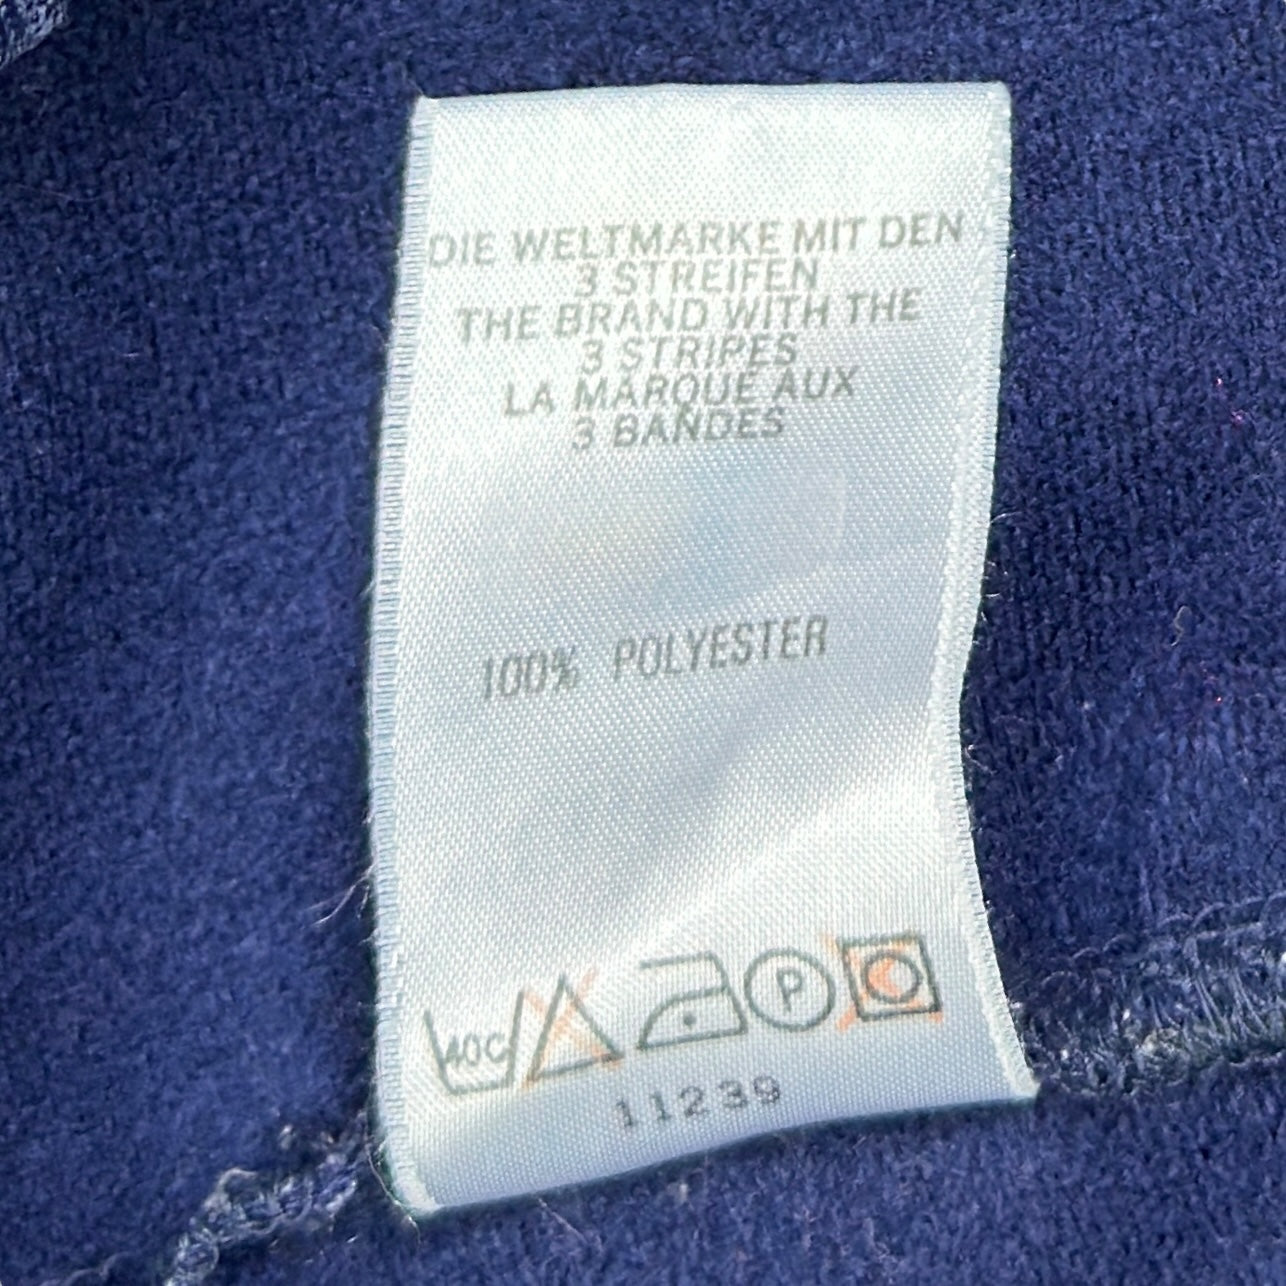 DIE WELTMARKE MIT DEN
3 STREIFEN
THE BRAND WITH THE
3 STRIPES
LA MARQUE AUX
3 BANDES
100% POLYESTER
40C P
11239